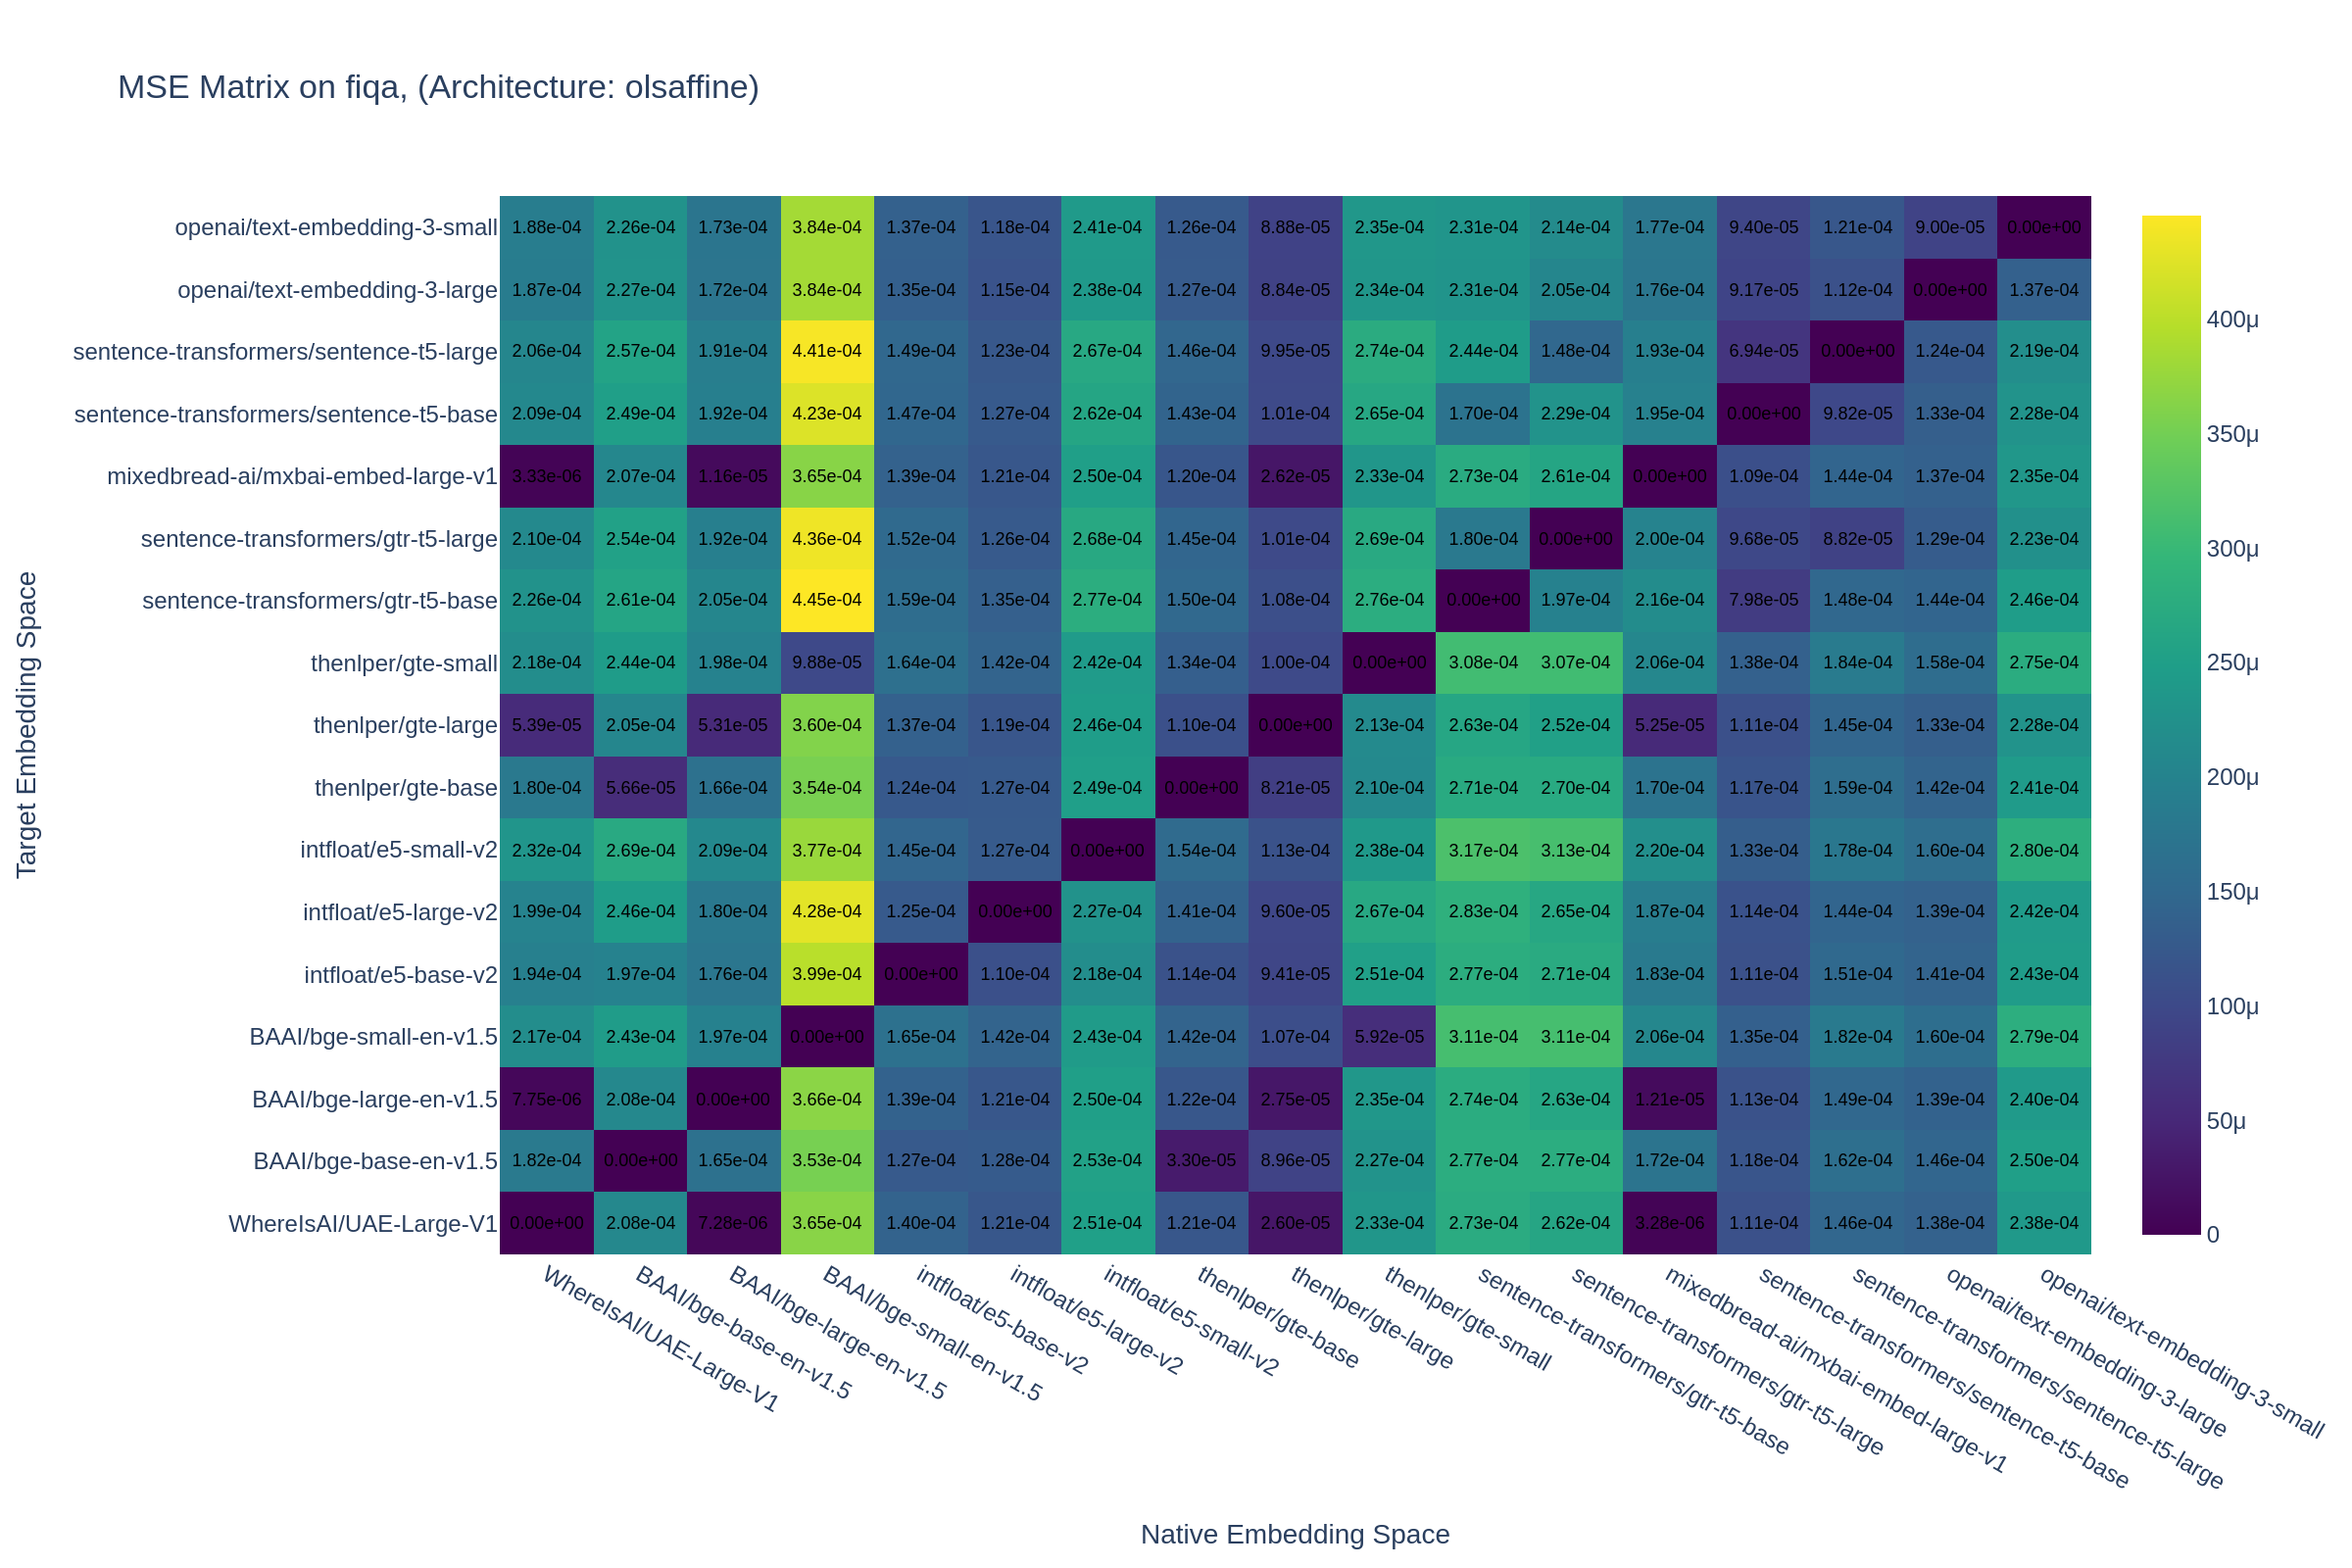 MSE Matrix on fiqa, (Architecture: olsaffine)
openai/text-embedding-3-small 1.88e-04 2.26e-04 1.73e-04 3.84e-04 1.37e-04 1.18e-04 2.41e-04 1.26e-04 8.88e-05 2.35e-04 2.31e-04 2.14e-04 1.77e-04 9.40e-05 1.21e-04 9.00e-05 0.00e+00
openai/text-embedding-3-large 1.87e-04 2.27e-04 1.72e-04 3.84e-04 1.35e-04 1.15e-04 2.38e-04 1.27e-04 8.84e-05 2.34e-04 2.31e-04 2.05e-04 1.76e-04 9.17e-05 1.12e-04 0.00e+00 1.37e-04
400μ
sentence-transformers/sentence-t5-large 2.06e-04 2.57e-04 1.91e-04 4.41e-04 1.49e-04 1.23e-04 2.67e-04 1.46e-04 9.95e-05 2.74e-04 2.44e-04 1.48e-04 1.93e-04 6.94e-05 0.00e+00 1.24e-04 2.19e-04
sentence-transformers/sentence-t5-base 2.09e-04 2.49e-04 1.92e-04 4.23e-04 1.47e-04 1.27e-04 2.62e-04 1.43e-04 1.01e-04 2.65e-04 1.70e-04 2.29e-04 1.95e-04 0.00e+00 9.82e-05 1.33e-04 2.28e-04
350μ
mixedbread-ai/mxbai-embed-large-v1 3.33e-06 2.07e-04 1.16e-05 3.65e-04 1.39e-04 1.21e-04 2.50e-04 1.20e-04 2.62e-05 2.33e-04 2.73e-04 2.61e-04 0.00e+00 1.09e-04 1.44e-04 1.37e-04 2.35e-04
sentence-transformers/gtr-t5-large 2.10e-04 2.54e-04 1.92e-04 4.36e-04 1.52e-04 1.26e-04 2.68e-04 1.45e-04 1.01e-04 2.69e-04 1.80e-04 0.00e+00 2.00e-04 9.68e-05 8.82e-05 1.29e-04 2.23e-04
300μ
sentence-transformers/gtr-t5-base 2.26e-04 2.61e-04 2.05e-04 4.45e-04 1.59e-04 1.35e-04 2.77e-04 1.50e-04 1.08e-04 2.76e-04 0.00e+00 1.97e-04 2.16e-04 7.98e-05 1.48e-04 1.44e-04 2.46e-04
thenlper/gte-small 2.18e-04 2.44e-04 1.98e-04 9.88e-05 1.64e-04 1.42e-04 2.42e-04 1.34e-04 1.00e-04 0.00e+00 3.08e-04 3.07e-04 2.06e-04 1.38e-04 1.84e-04 1.58e-04 2.75e-04
250μ
thenlper/gte-large 5.39e-05 2.05e-04 5.31e-05 3.60e-04 1.37e-04 1.19e-04 2.46e-04 1.10e-04 0.00e+00 2.13e-04 2.63e-04 2.52e-04 5.25e-05 1.11e-04 1.45e-04 1.33e-04 2.28e-04
Target Embedding Space
200μ
thenlper/gte-base 1.80e-04 5.66e-05 1.66e-04 3.54e-04 1.24e-04 1.27e-04 2.49e-04 0.00e+00 8.21e-05 2.10e-04 2.71e-04 2.70e-04 1.70e-04 1.17e-04 1.59e-04 1.42e-04 2.41e-04
intfloat/e5-small-v2 2.32e-04 2.69e-04 2.09e-04 3.77e-04 1.45e-04 1.27e-04 0.00e+00 1.54e-04 1.13e-04 2.38e-04 3.17e-04 3.13e-04 2.20e-04 1.33e-04 1.78e-04 1.60e-04 2.80e-04
150μ
intfloat/e5-large-v2 1.99e-04 2.46e-04 1.80e-04 4.28e-04 1.25e-04 0.00e+00 2.27e-04 1.41e-04 9.60e-05 2.67e-04 2.83e-04 2.65e-04 1.87e-04 1.14e-04 1.44e-04 1.39e-04 2.42e-04
intfloat/e5-base-v2 1.94e-04 1.97e-04 1.76e-04 3.99e-04 0.00e+00 1.10e-04 2.18e-04 1.14e-04 9.41e-05 2.51e-04 2.77e-04 2.71e-04 1.83e-04 1.11e-04 1.51e-04 1.41e-04 2.43e-04
100μ
BAAI/bge-small-en-v1.5 2.17e-04 2.43e-04 1.97e-04 0.00e+00 1.65e-04 1.42e-04 2.43e-04 1.42e-04 1.07e-04 5.92e-05 3.11e-04 3.11e-04 2.06e-04 1.35e-04 1.82e-04 1.60e-04 2.79e-04
BAAI/bge-large-en-v1.5 7.75e-06 2.08e-04 0.00e+00 3.66e-04 1.39e-04 1.21e-04 2.50e-04 1.22e-04 2.75e-05 2.35e-04 2.74e-04 2.63e-04 1.21e-05 1.13e-04 1.49e-04 1.39e-04 2.40e-04
50μ
BAAI/bge-base-en-v1.5 1.82e-04 0.00e+00 1.65e-04 3.53e-04 1.27e-04 1.28e-04 2.53e-04 3.30e-05 8.96e-05 2.27e-04 2.77e-04 2.77e-04 1.72e-04 1.18e-04 1.62e-04 1.46e-04 2.50e-04
WhereIsAI/UAE-Large-V1 0.00e+00 2.08e-04 7.28e-06 3.65e-04 1.40e-04 1.21e-04 2.51e-04 1.21e-04 2.60e-05 2.33e-04 2.73e-04 2.62e-04 3.28e-06 1.11e-04 1.46e-04 1.38e-04 2.38e-04
0
WhereIsAI/UAE-Large-V1
BAAI/bge-base-en-v1.5
BAAI/bge-large-en-v1.5
BAAI/bge-small-en-v1.5
intfloat/e5-base-v2
intfloat/e5-large-v2
intfloat/e5-small-v2
thenlper/gte-base
thenlper/gte-large
thenlper/gte-small
sentence-transformers/gtr-t5-base
sentence-transformers/gtr-t5-large
mixedbread-ai/mxbai-embed-large-v1
sentence-transformers/sentence-t5-base
sentence-transformers/sentence-t5-large
openai/text-embedding-3-large
openai/text-embedding-3-small
Native Embedding Space